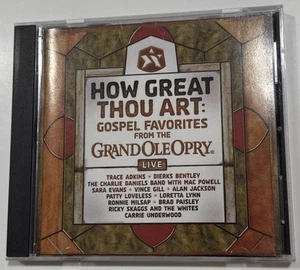 HOW GREAT
THOU ART:
GOSPEL FAVORITES
FROM THE
GRAND OLE OPRY®
LIVE
TRACE ADKINS • DIERKS BENTLEY
THE CHARLIE DANIELS BAND WITH MAC POWELL
SARA EVANS • VINCE GILL • ALAN JACKSON
PATTY LOVELESS • LORETTA LYNN
RONNIE MILSAP • BRAD PAISLEY
RICKY SKAGGS AND THE WHITES
CARRIE UNDERWOOD